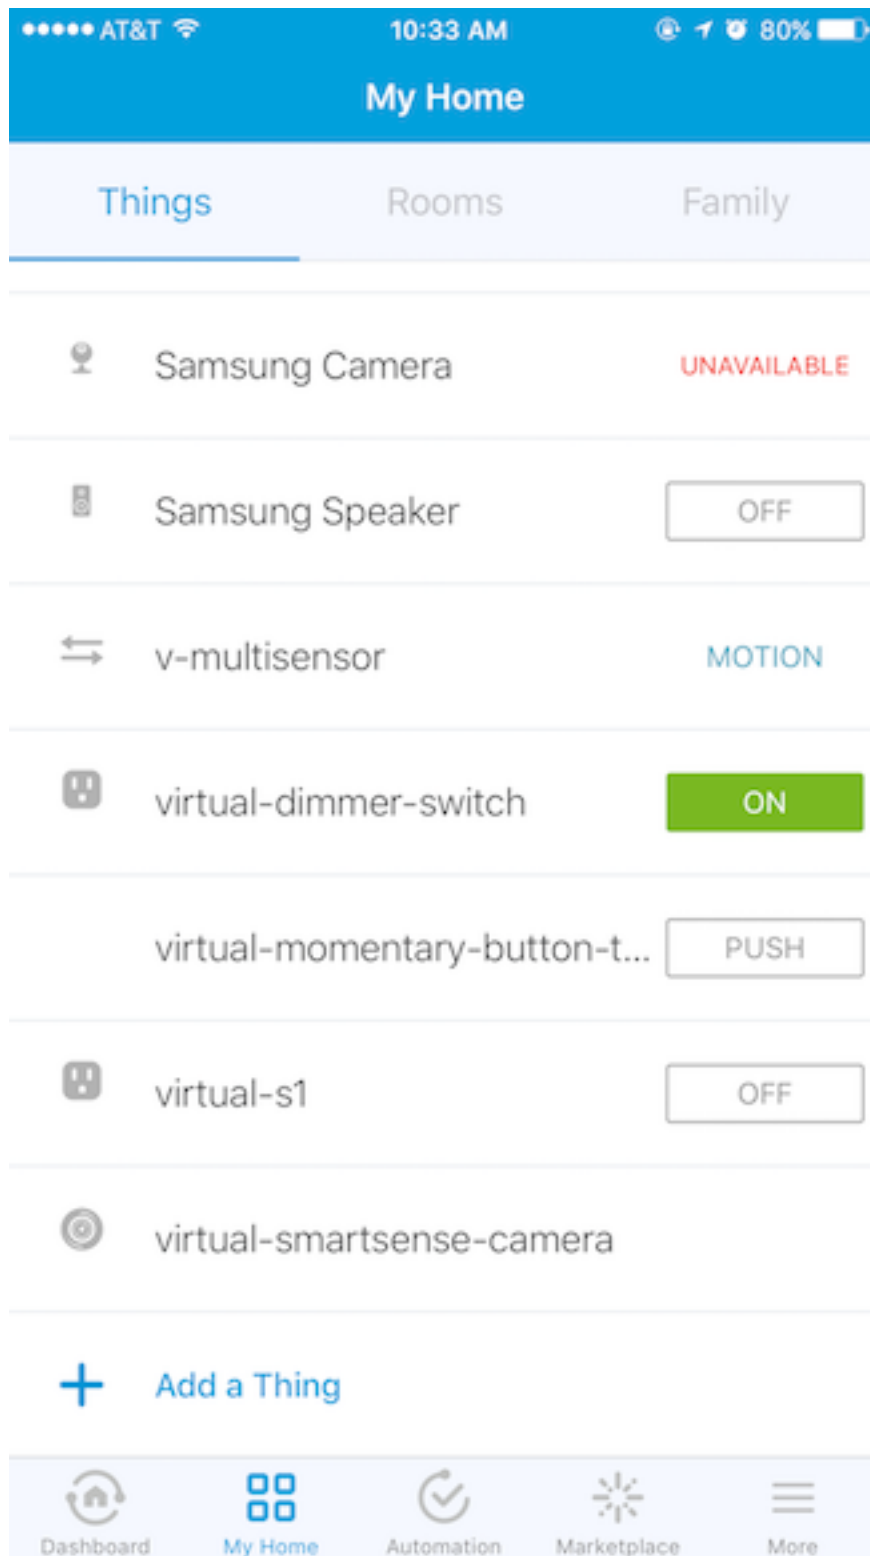 AT&T 10:33 AM 80%
My Home
Things Rooms Family
Samsung Camera UNAVAILABLE
Samsung Speaker OFF
v-multisensor MOTION
virtual-dimmer-switch ON
virtual-momentary-button-t... PUSH
virtual-s1 OFF
virtual-smartsense-camera
Add a Thing
Dashboard My Home Automation Marketplace More